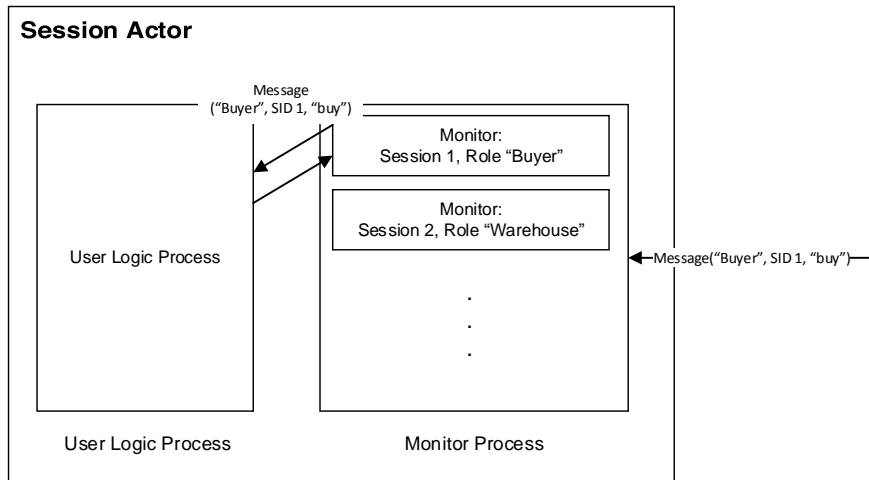 Session Actor
Message
(“Buyer”, SID 1, “buy”)
Monitor:
Session 1, Role “Buyer”
Monitor:
Session 2, Role “Warehouse”
User Logic Process
Message(“Buyer”, SID 1, “buy”)
.
.
.
User Logic Process
Monitor Process